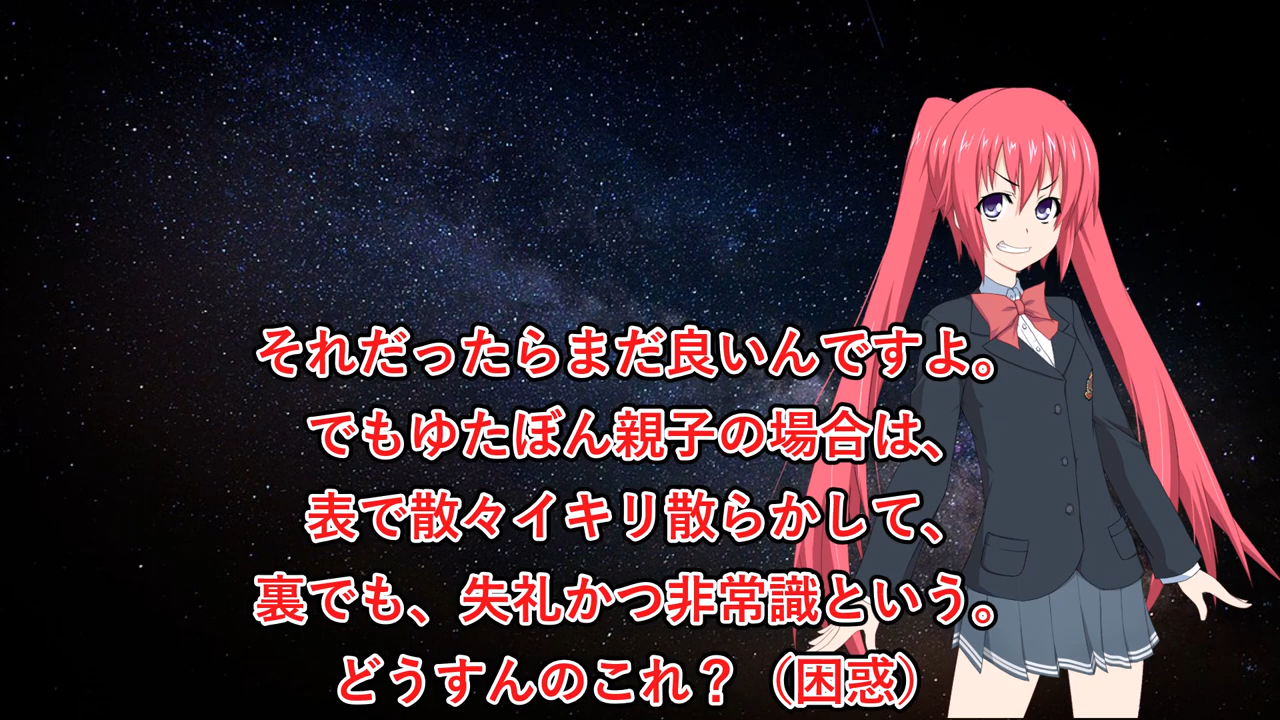 それだったらまだ良いんですよ。
でもゆたぼん親子の場合は、
表で散々イキリ散らかして、
裏でも、失礼かつ非常識という。
どうすんのこれ？（困惑）